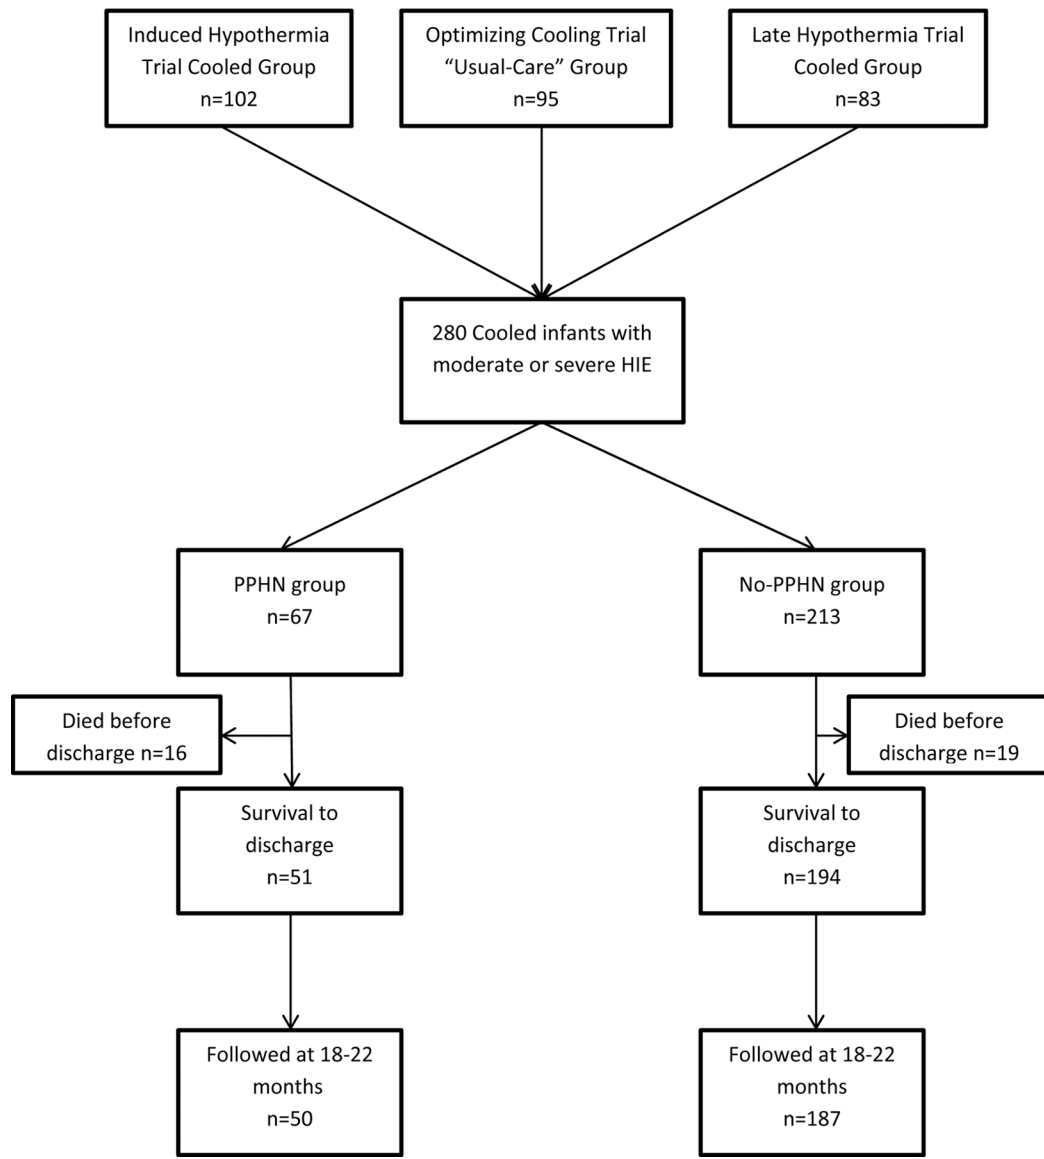 Induced Hypothermia
Trial Cooled Group
n=102
Optimizing Cooling Trial
“Usual-Care” Group
n=95
Late Hypothermia Trial
Cooled Group
n=83
280 Cooled infants with
moderate or severe HIE
PPHN group
n=67
No-PPHN group
n=213
Died before
discharge n=16
Died before
discharge n=19
Survival to
discharge
n=51
Survival to
discharge
n=194
Followed at 18-22
months
n=50
Followed at 18-22
months
n=187